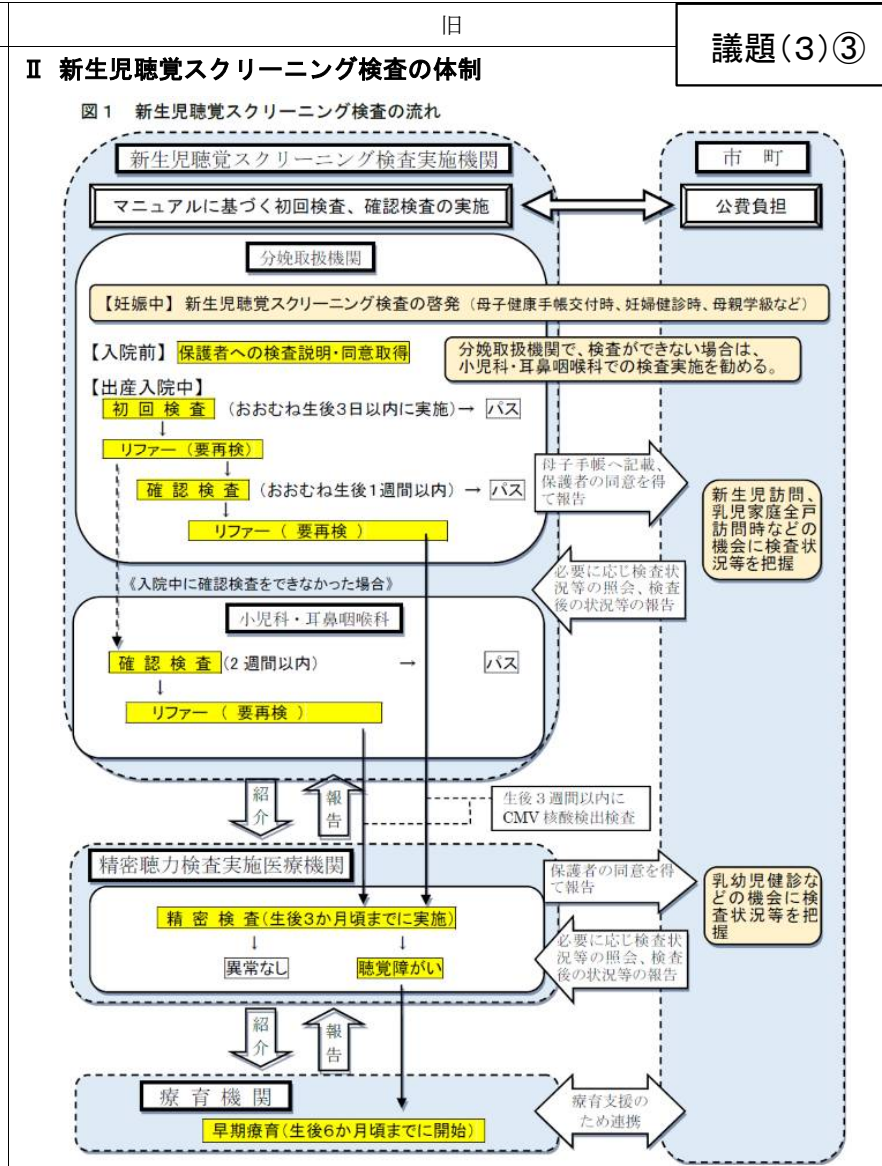 旧
議題(3)③
Ⅱ 新生児聴覚スクリーニング検査の体制
図1 新生児聴覚スクリーニング検査の流れ
新生児聴覚スクリーニング検査実施機関
市 町
マニュアルに基づく初回検査、確認検査の実施
公費負担
分娩取扱機関
【妊娠中】 新生児聴覚スクリーニング検査の啓発（母子健康手帳交付時、妊婦健診時、母親学級など）
【入院前】 保護者への検査説明・同意取得
分娩取扱機関で、検査ができない場合は、
小児科・耳鼻咽喉科での検査実施を勧める。
【出産入院中】
初 回 検 査 （おおむね生後3日以内に実施）→ パス
↓
リファー（要再検）
↓
確 認 検 査 （おおむね生後1週間以内）→ パス
↓
リファー（ 要再検 ）
母子手帳へ記載、
保護者の同意を得
て報告
新生児訪問、
乳児家庭全戸
訪問時などの
機会に検査状
況等を把握
必要に応じ検査状
況等の照会、検査
後の状況等の報告
《入院中に確認検査をできなかった場合》
小児科・耳鼻咽喉科
確 認 検 査 (2週間以内) → パス
↓
リファー（ 要再検 ）
紹
介
報
告
生後3週間以内に
CMV 核酸検出検査
精密聴力検査実施医療機関
保護者の同意を得
て報告
乳幼児健診な
どの機会に検
査状況等を把
握
精 密 検 査(生後3か月頃までに実施)
↓ ↓
異常なし 聴覚障がい
必要に応じ検査状
況等の照会、検査
後の状況等の報告
紹
介
報
告
療 育 機 関
療育支援の
ため連携
早期療育(生後6か月頃までに開始)